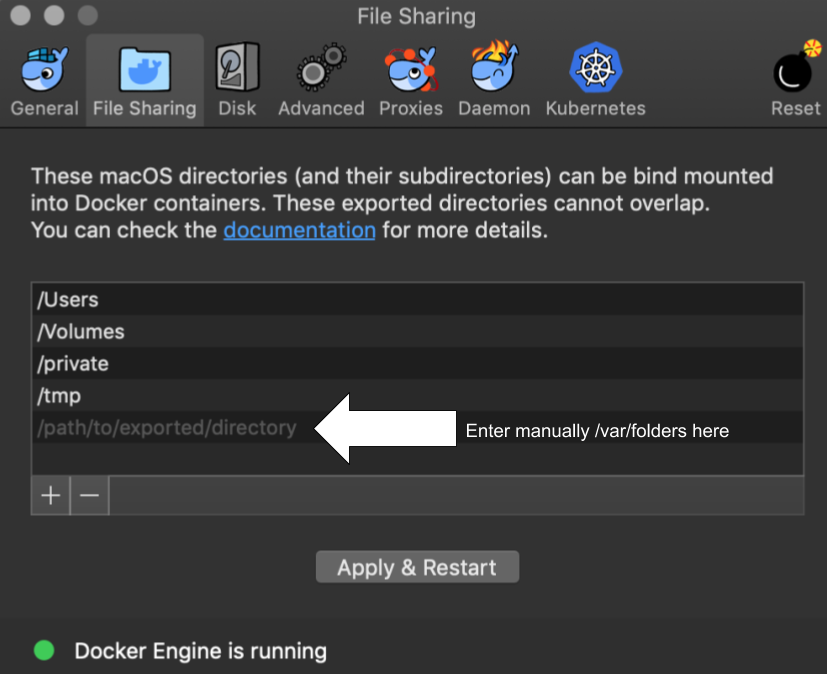 File Sharing
General File Sharing Disk Advanced Proxies Daemon Kubernetes Reset
These macOS directories (and their subdirectories) can be bind mounted
into Docker containers. These exported directories cannot overlap.
You can check the documentation for more details.
/Users
/Volumes
/private
/tmp
/path/to/exported/directory Enter manually /var/folders here
+ −
Apply & Restart
Docker Engine is running